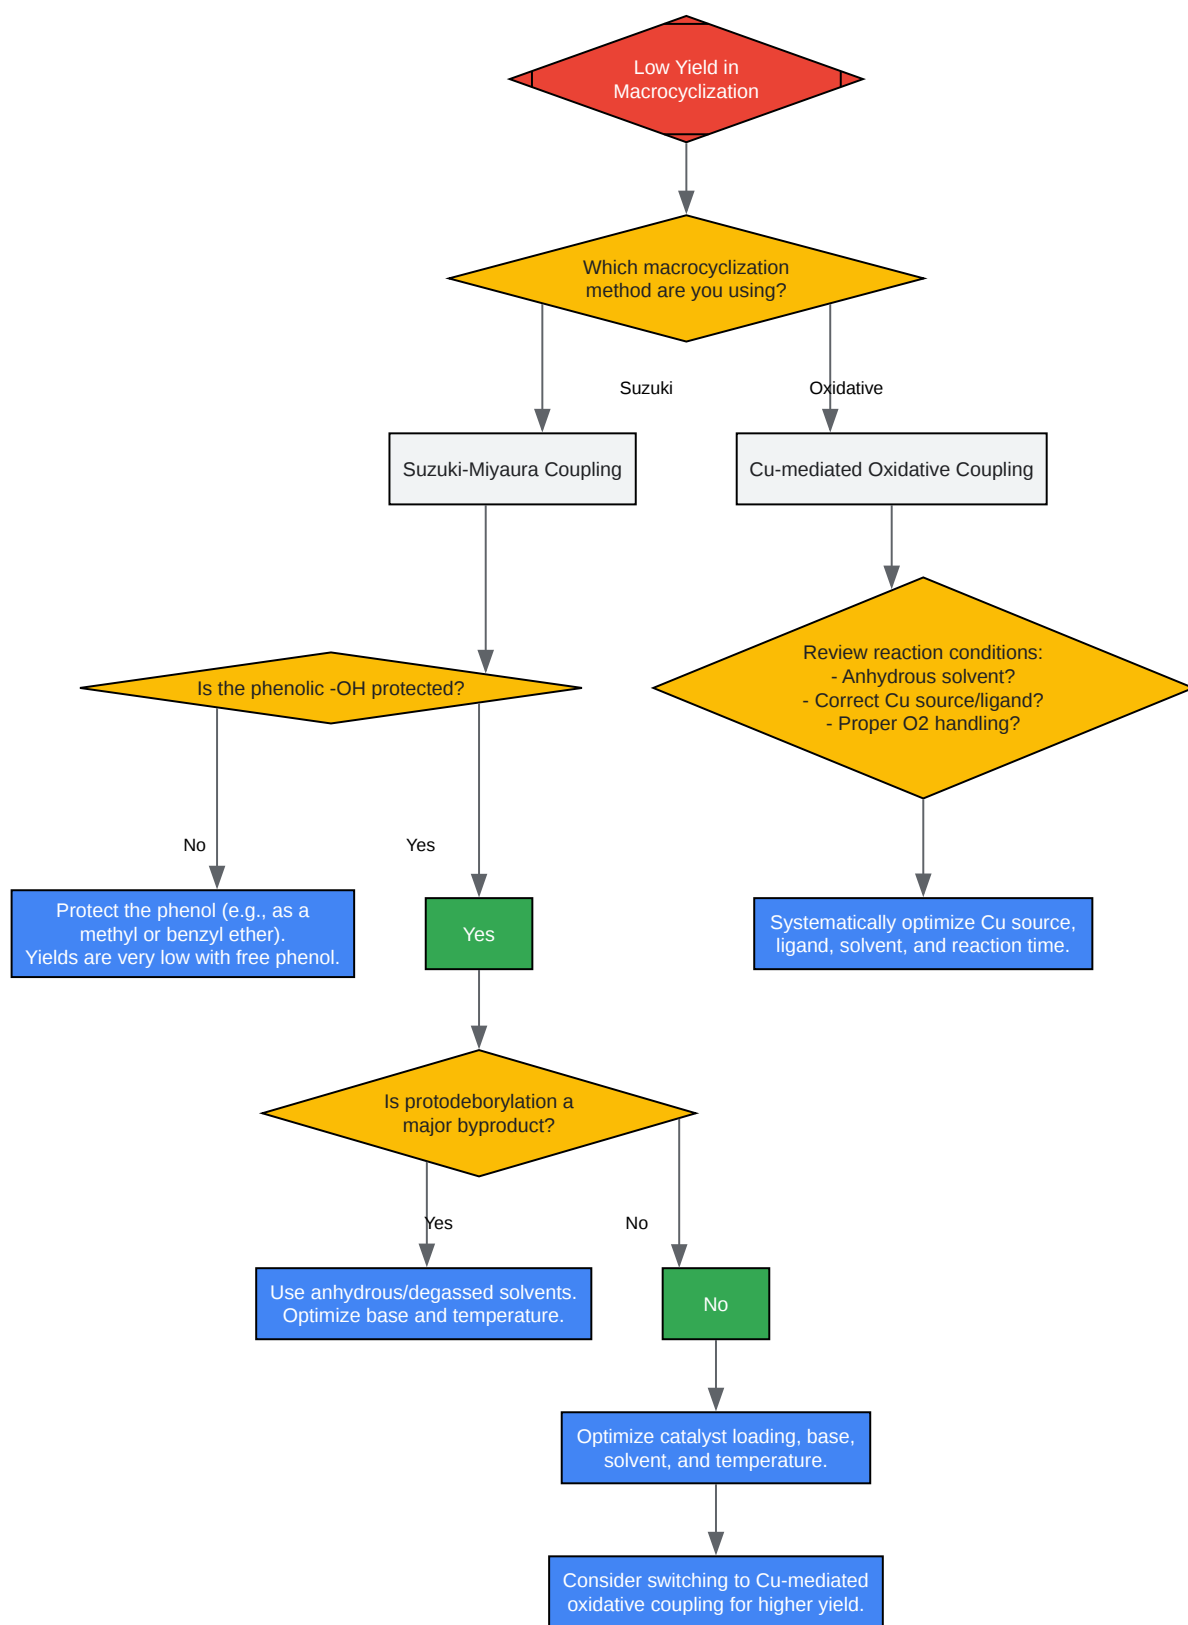 Low Yield in
Macrocyclization
Which macrocyclization
method are you using?
Suzuki
Oxidative
Suzuki-Miyaura Coupling
Cu-mediated Oxidative Coupling
Is the phenolic -OH protected?
Review reaction conditions:
- Anhydrous solvent?
- Correct Cu source/ligand?
- Proper O2 handling?
No
Yes
Protect the phenol (e.g., as a
methyl or benzyl ether).
Yields are very low with free phenol.
Yes
Systematically optimize Cu source,
ligand, solvent, and reaction time.
Is protodeborylation a
major byproduct?
Yes
No
Use anhydrous/degassed solvents.
Optimize base and temperature.
No
Optimize catalyst loading, base,
solvent, and temperature.
Consider switching to Cu-mediated
oxidative coupling for higher yield.